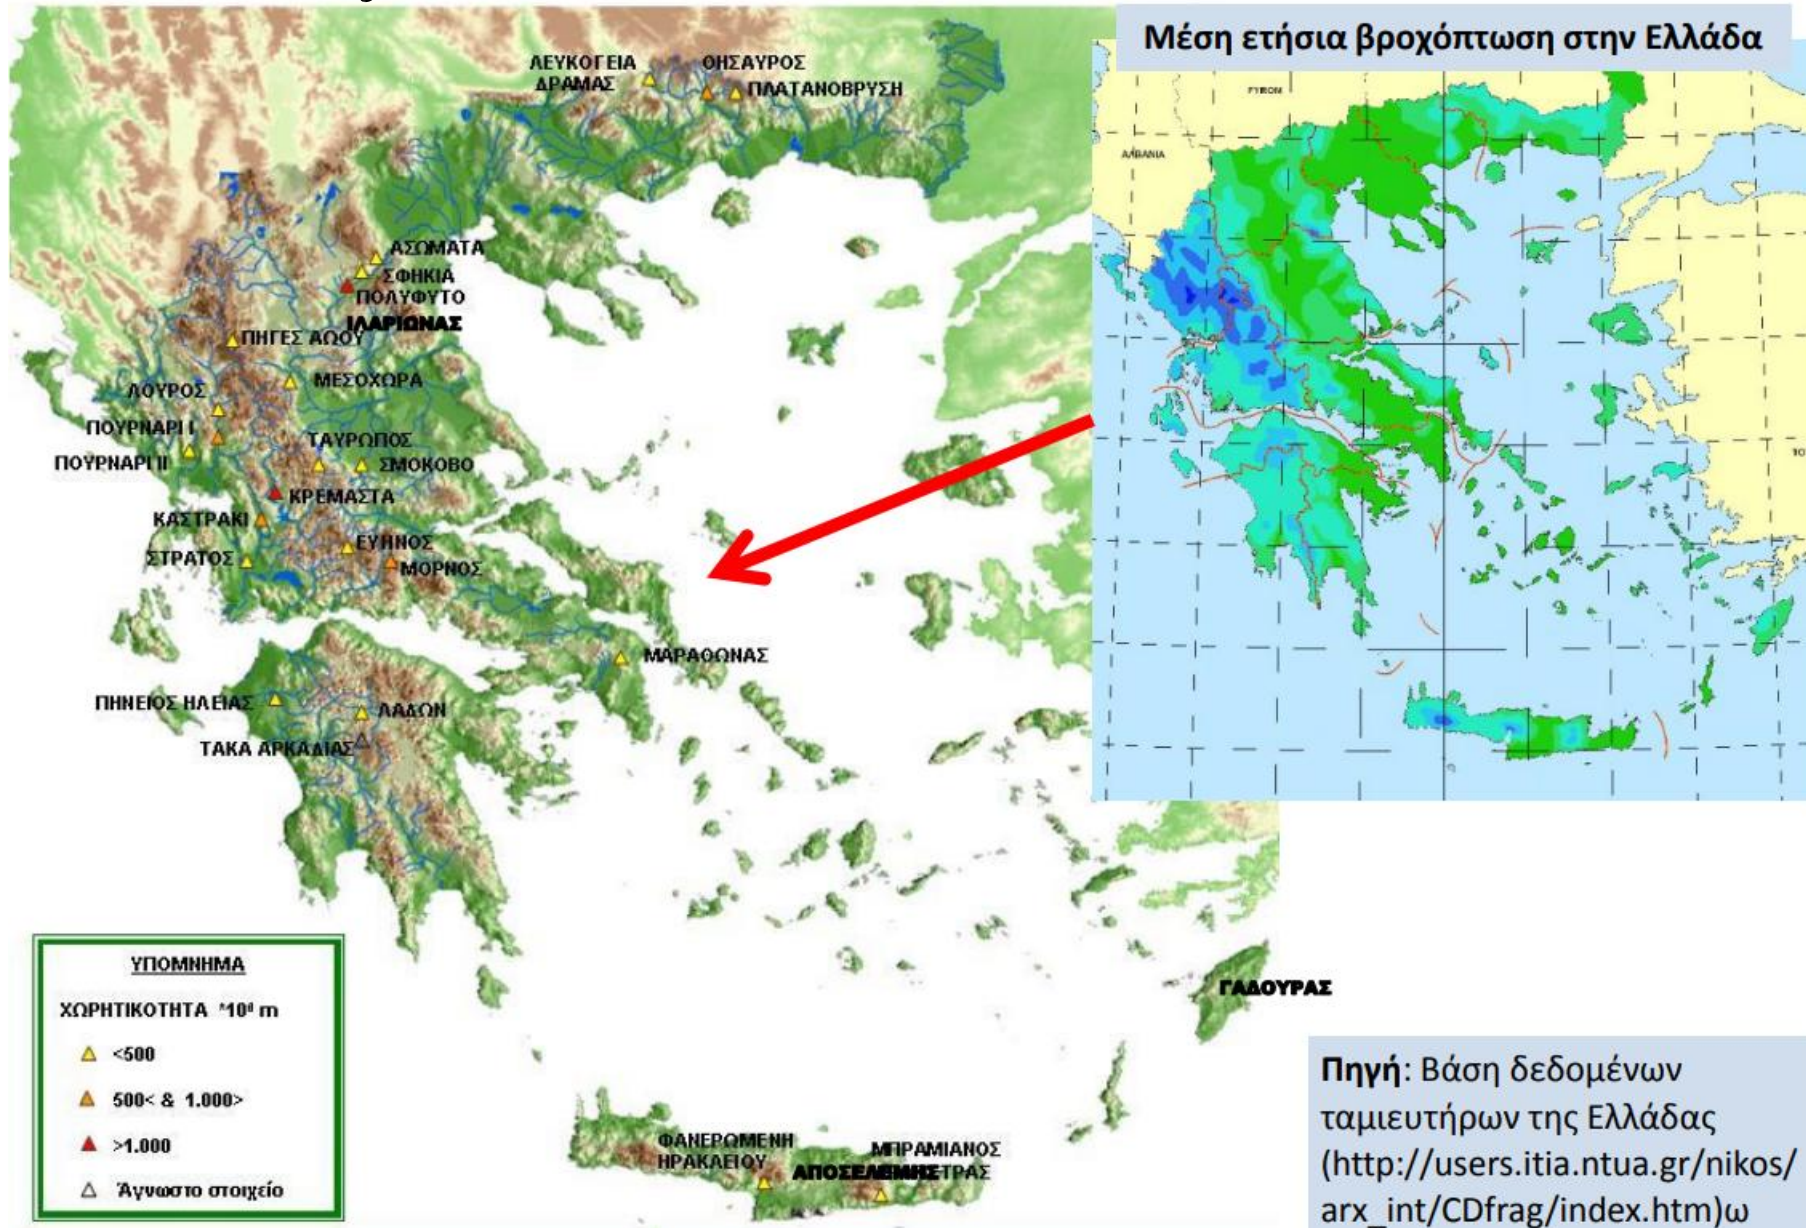 Μέση ετήσια βροχόπτωση στην Ελλάδα
ΛΕΥΚΟΓΕΙΑ
ΔΡΑΜΑΣ
ΘΗΣΑΥΡΟΣ
ΠΛΑΤΑΝΟΒΡΥΣΗ
FYROM
ΑΣΩΜΑΤΑ
ΣΦΗΚΙΑ
ΠΟΛΥΦΥΤΟ
ΙΛΑΡΙΩΝΑΣ
ΠΗΓΕΣ ΑΩΟΥ
ΜΕΣΟΧΩΡΑ
ΛΟΥΡΟΣ
ΠΟΥΡΝΑΡΙ Ι
ΠΟΥΡΝΑΡΙ ΙΙ
ΤΑΥΡΩΠΟΣ
ΣΜΟΚΟΒΟ
ΚΡΕΜΑΣΤΑ
ΚΑΣΤΡΑΚΙ
ΣΤΡΑΤΟΣ
ΕΥΗΝΟΣ
ΜΟΡΝΟΣ
ΜΑΡΑΘΩΝΑΣ
ΠΗΝΕΙΟΣ ΗΛΕΙΑΣ
ΛΑΔΩΝ
ΤΑΚΑ ΑΡΚΑΔΙΑΣ
ΓΑΔΟΥΡΑΣ
ΦΑΝΕΡΩΜΕΝΗ
ΗΡΑΚΛΕΙΟΥ
ΜΠΡΑΜΙΑΝΟΣ
ΑΠΟΣΕΛΕΜΗΣ
ΥΠΟΜΝΗΜΑ
ΧΩΡΗΤΙΚΟΤΗΤΑ *10⁶ m
<500
500< & 1.000>
>1.000
Άγνωστο στοιχείο
Πηγή: Βάση δεδομένων
ταμιευτήρων της Ελλάδας
(http://users.itia.ntua.gr/nikos/
arx_int/CDfrag/index.htm)ω